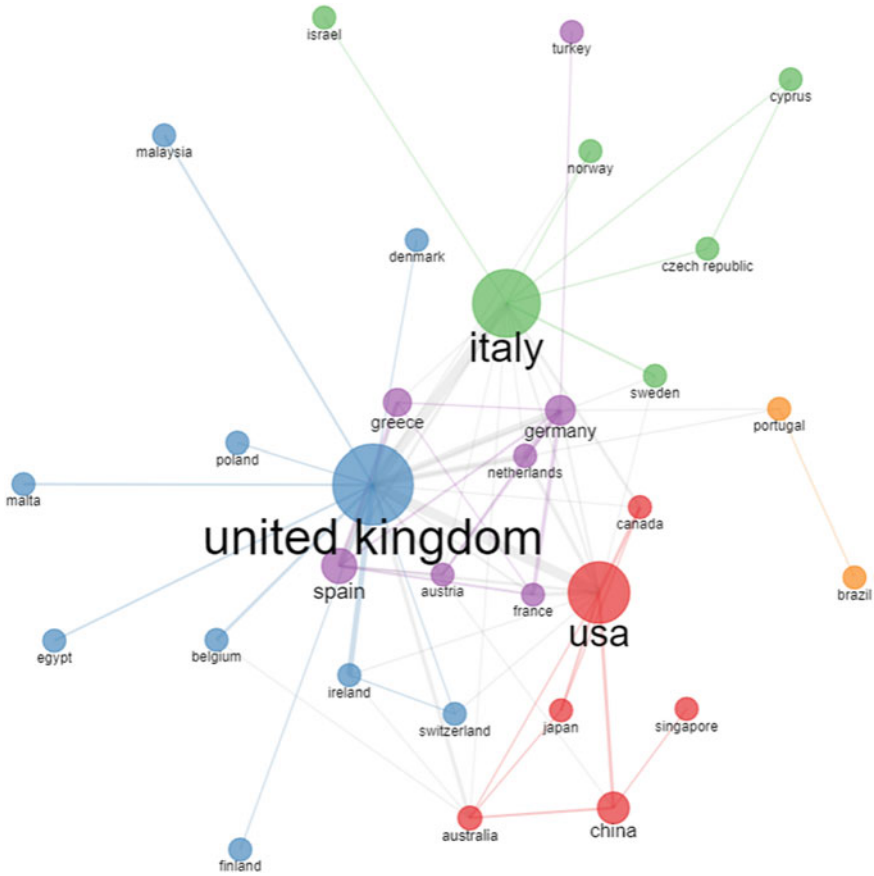 israel
turkey
cyprus
malaysia
norway
denmark
czech republic
italy
sweden
greece
germany
portugal
poland
netherlands
malta
canada
united kingdom
spain
austria
france
brazil
usa
egypt
belgium
ireland
switzerland
japan
singapore
australia
china
finland